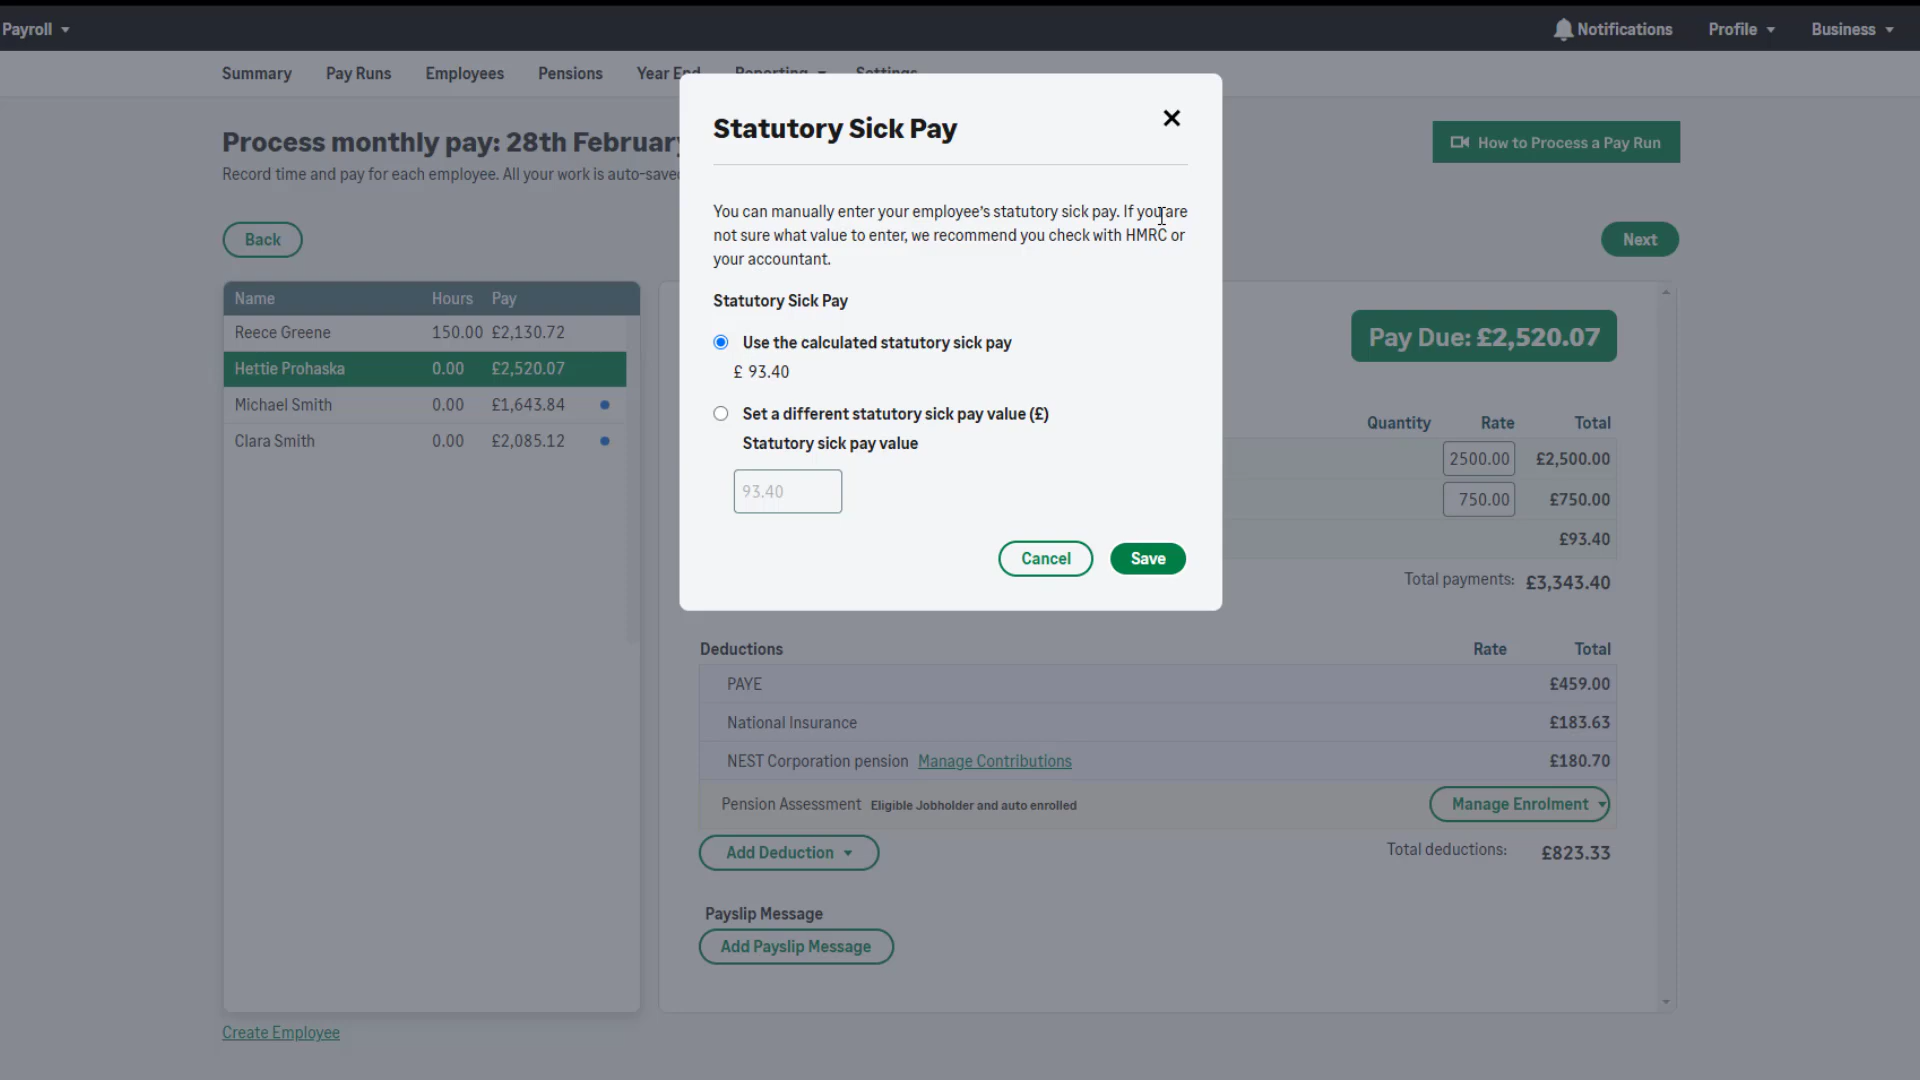 Payroll
Notifications
Profile
Business
Summary
Pay Runs
Employees
Pensions
Year End
Reporting
Settings
Process monthly pay: 28th February
Record time and pay for each employee. All your work is auto-saved
How to Process a Pay Run
Back
Next
Name Hours Pay
Reece Greene 150.00 £2,130.72
Hettie Prohaska 0.00 £2,520.07
Michael Smith 0.00 £1,643.84
Clara Smith 0.00 £2,085.12
Create Employee
Statutory Sick Pay
You can manually enter your employee's statutory sick pay. If you are
not sure what value to enter, we recommend you check with HMRC or
your accountant.
Statutory Sick Pay
Use the calculated statutory sick pay
£ 93.40
Set a different statutory sick pay value (£)
Statutory sick pay value
93.40
Cancel
Save
Pay Due: £2,520.07
Quantity Rate Total
2500.00 £2,500.00
750.00 £750.00
£93.40
Total payments: £3,343.40
Deductions Rate Total
PAYE £459.00
National Insurance £183.63
NEST Corporation pension Manage Contributions £180.70
Pension Assessment Eligible Jobholder and auto enrolled Manage Enrolment
Add Deduction
Total deductions: £823.33
Payslip Message
Add Payslip Message